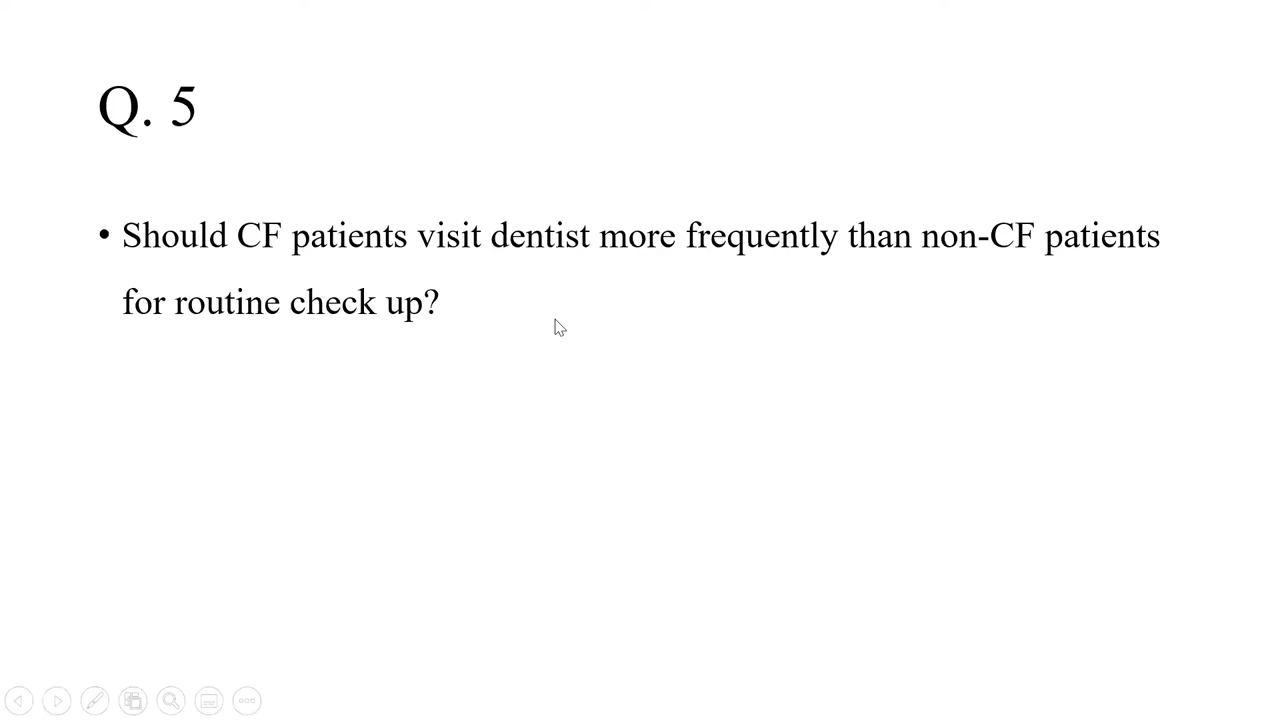 Q. 5
• Should CF patients visit dentist more frequently than non-CF patients
for routine check up?